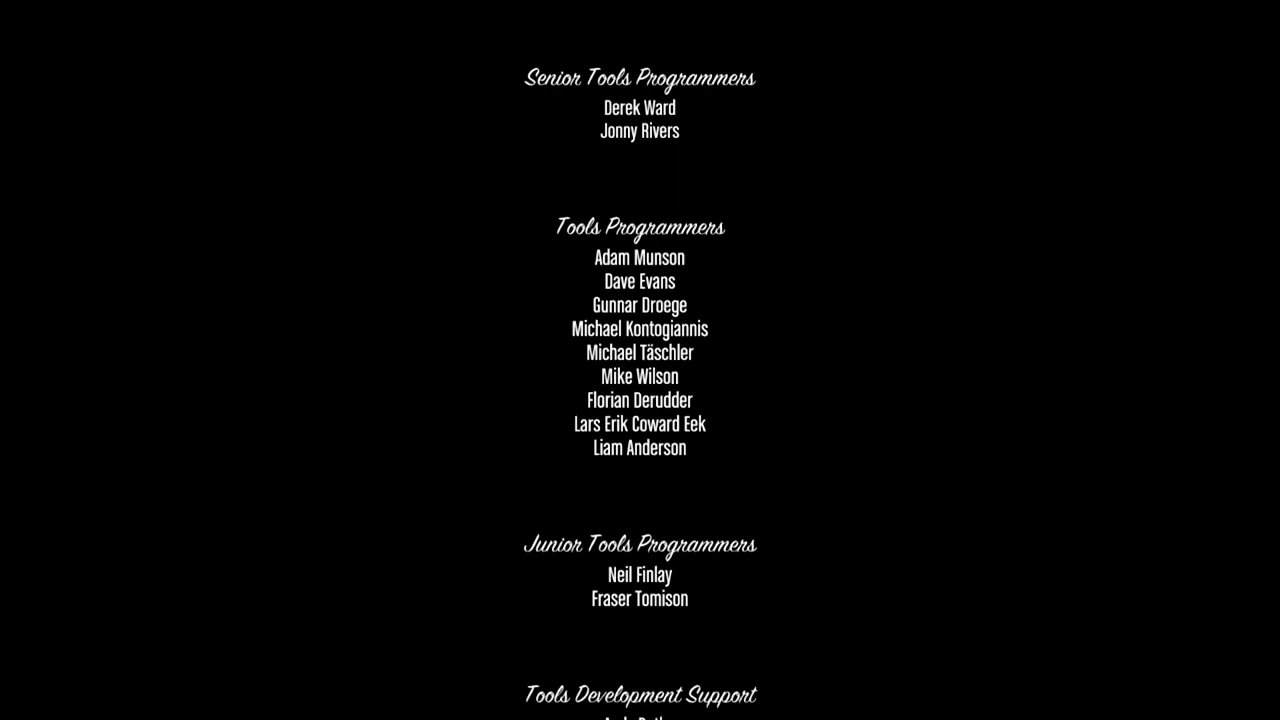 Senior Tools Programmers
Derek Ward
Jonny Rivers
Tools Programmers
Adam Munson
Dave Evans
Gunnar Droege
Michael Kontogiannis
Michael Täschler
Mike Wilson
Florian Derudder
Lars Erik Coward Eek
Liam Anderson
Junior Tools Programmers
Neil Finlay
Fraser Tomison
Tools Development Support